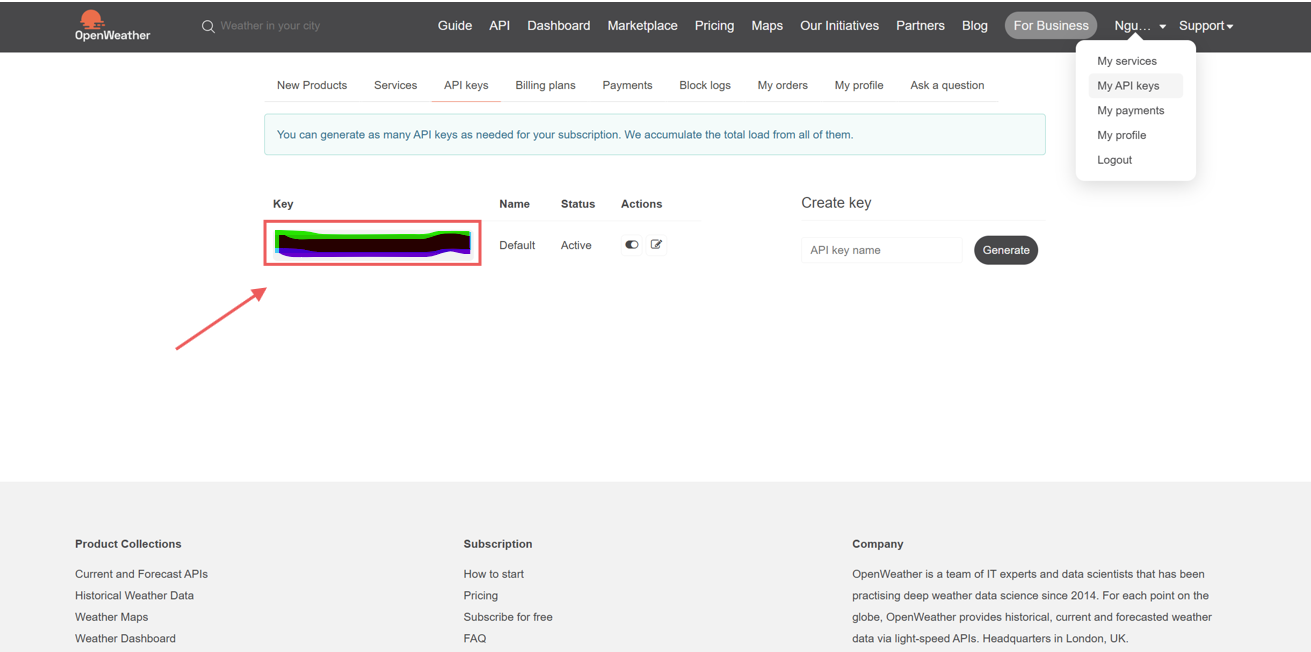 OpenWeather
Weather in your city
Guide API Dashboard Marketplace Pricing Maps Our Initiatives Partners Blog For Business Ngu... Support
My services
My API keys
My payments
My profile
Logout
New Products Services API keys Billing plans Payments Block logs My orders My profile Ask a question
You can generate as many API keys as needed for your subscription. We accumulate the total load from all of them.
Key Name Status Actions
Default Active
Create key
API key name Generate
Product Collections
Current and Forecast APIs
Historical Weather Data
Weather Maps
Weather Dashboard
Subscription
How to start
Pricing
Subscribe for free
FAQ
Company
OpenWeather is a team of IT experts and data scientists that has been
practising deep weather data science since 2014. For each point on the
globe, OpenWeather provides historical, current and forecasted weather
data via light-speed APIs. Headquarters in London, UK.